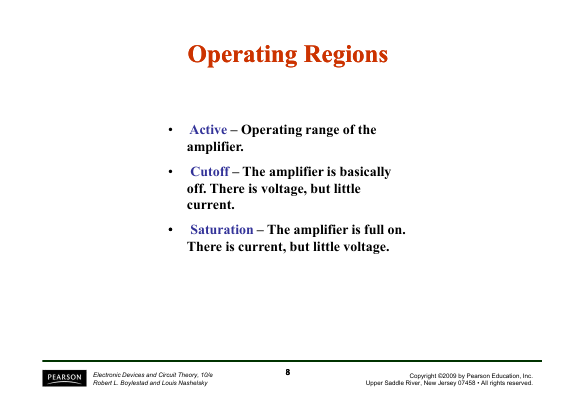 Operating Regions
• Active – Operating range of the
amplifier.
• Cutoff – The amplifier is basically
off. There is voltage, but little
current.
• Saturation – The amplifier is full on.
There is current, but little voltage.
PEARSON
Electronic Devices and Circuit Theory, 10/e
Robert L. Boylestad and Louis Nashelsky
8
Copyright ©2009 by Pearson Education, Inc.
Upper Saddle River, New Jersey 07458 • All rights reserved.